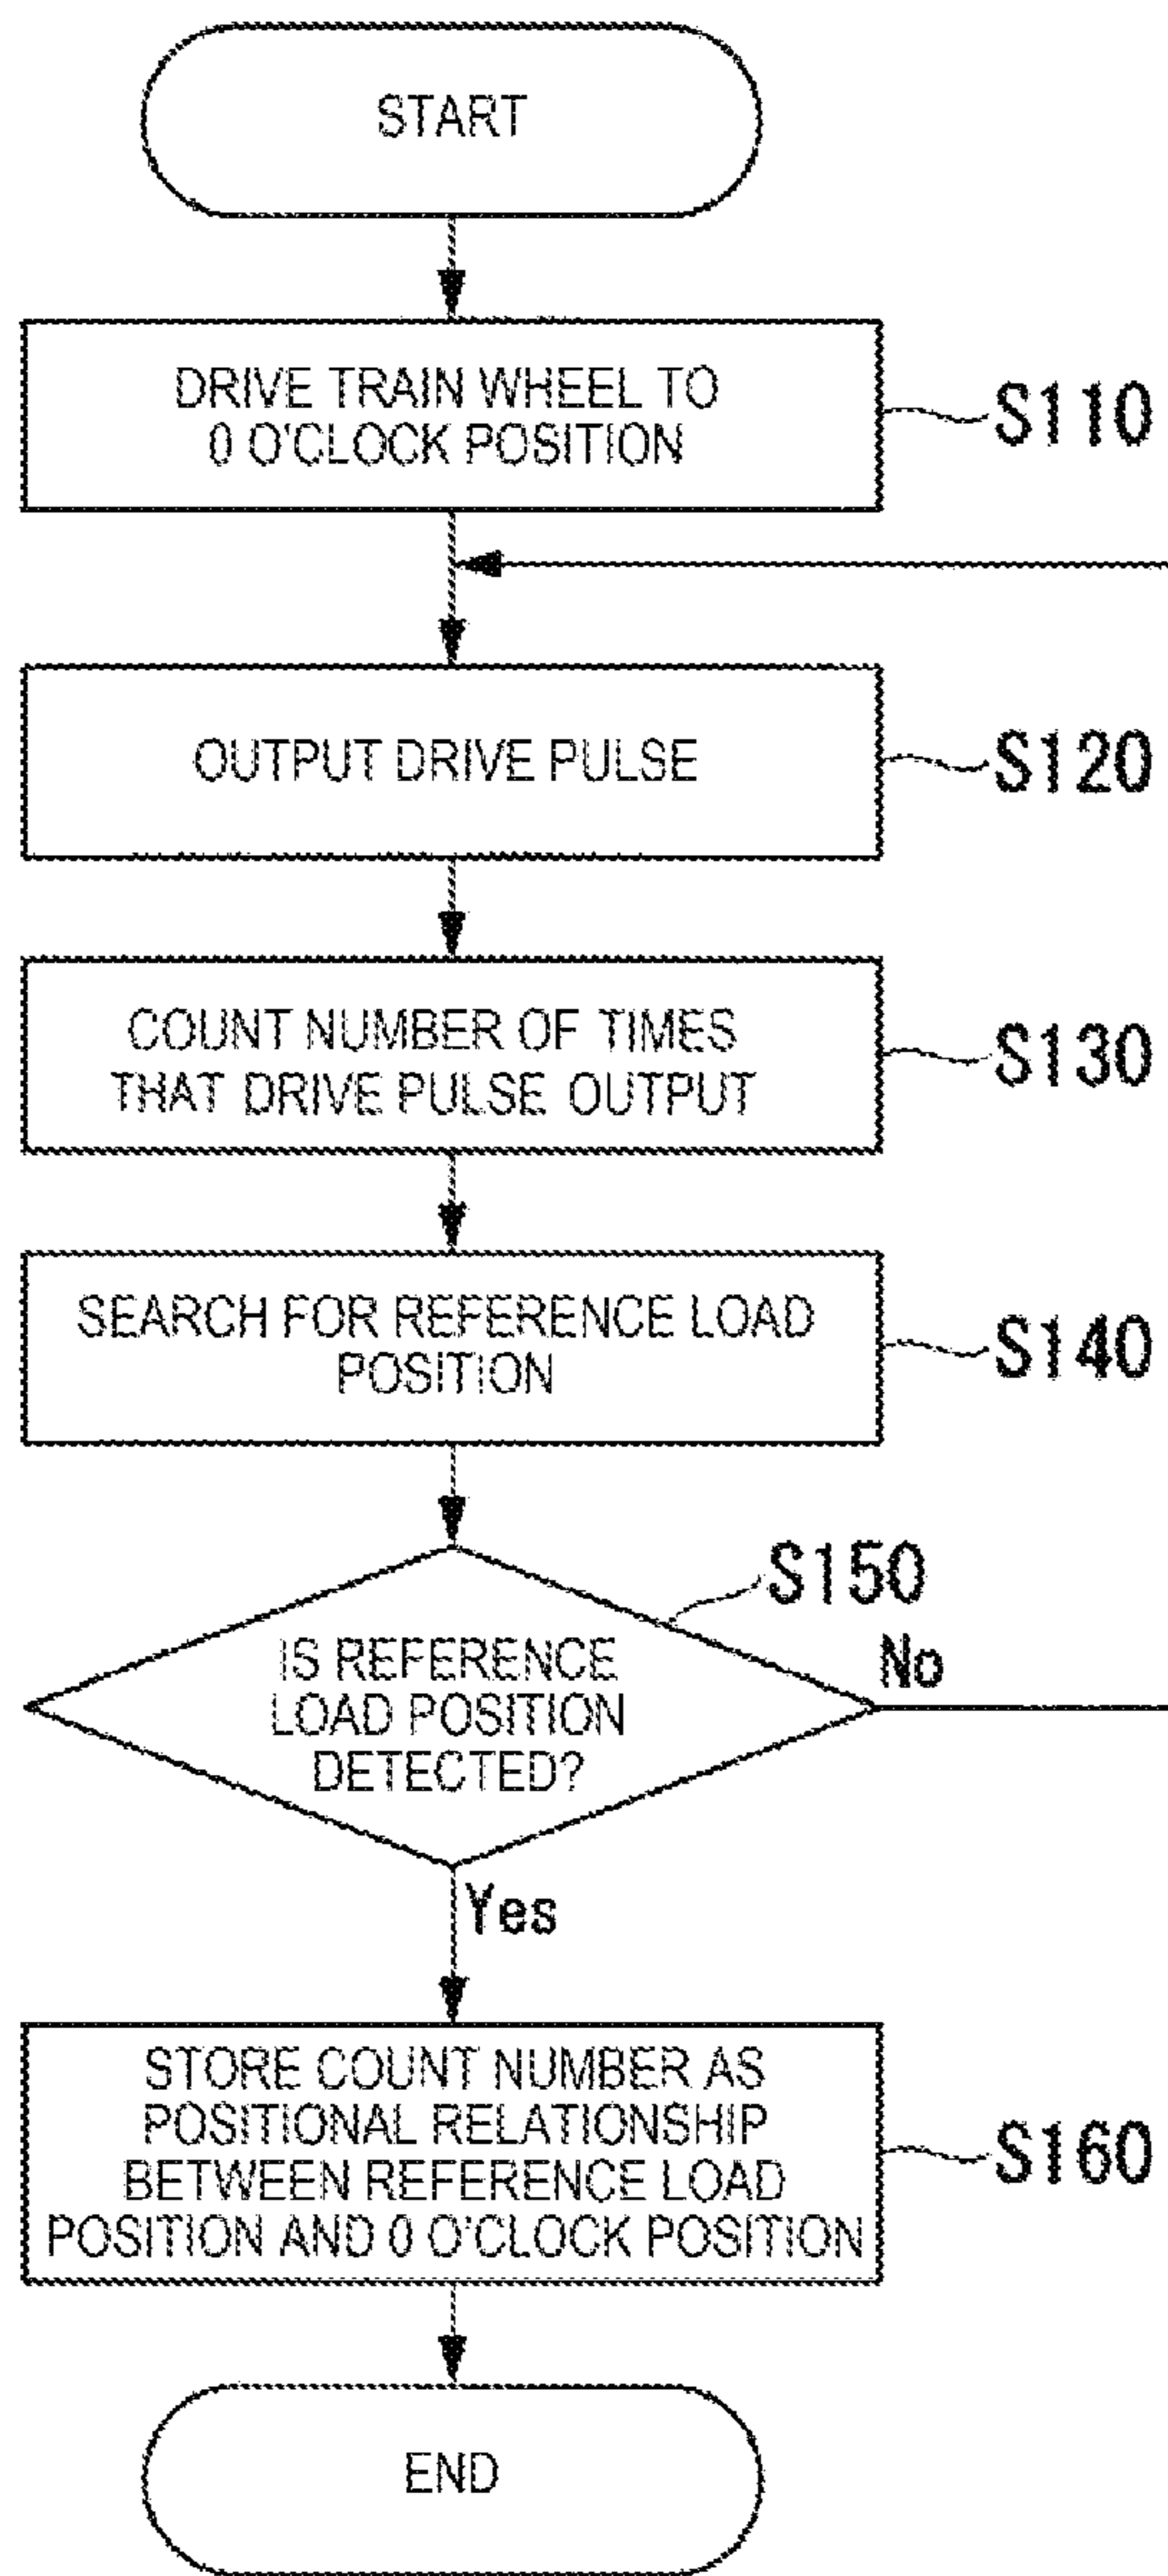 START
DRIVE TRAIN WHEEL TO
0 O'CLOCK POSITION
S110
OUTPUT DRIVE PULSE
S120
COUNT NUMBER OF TIMES
THAT DRIVE PULSE OUTPUT
S130
SEARCH FOR REFERENCE LOAD
POSITION
S140
S150
IS REFERENCE
LOAD POSITION
DETECTED?
No
Yes
STORE COUNT NUMBER AS
POSITIONAL RELATIONSHIP
BETWEEN REFERENCE LOAD
POSITION AND 0 O'CLOCK POSITION
S160
END